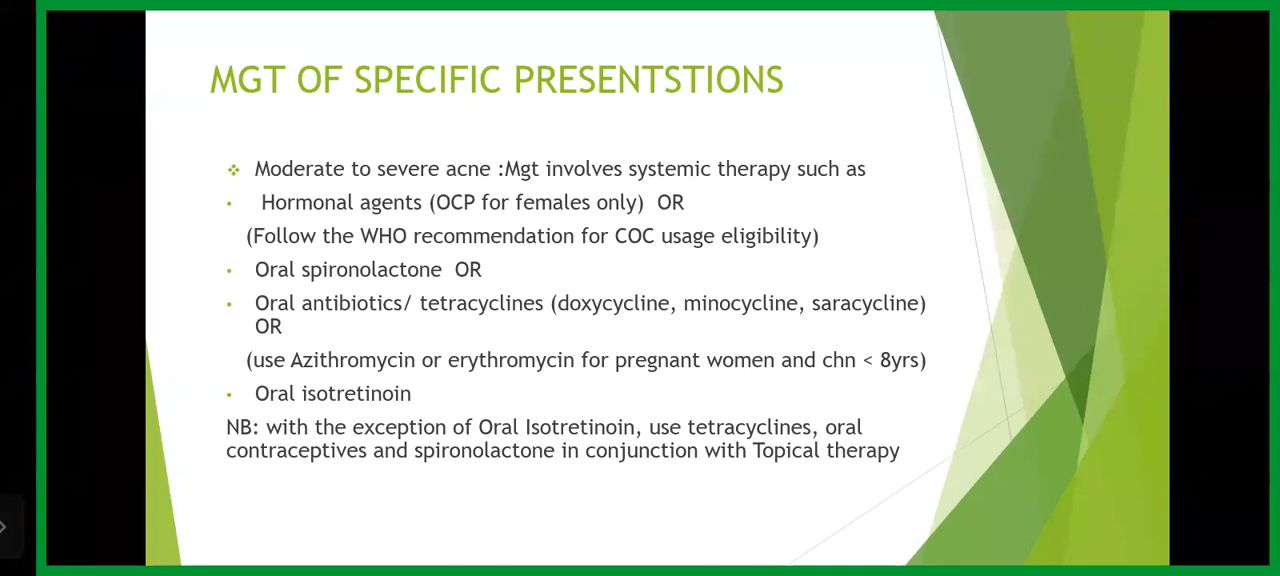 MGT OF SPECIFIC PRESENTSTIONS
Moderate to severe acne :Mgt involves systemic therapy such as
Hormonal agents (OCP for females only) OR
(Follow the WHO recommendation for COC usage eligibility)
Oral spironolactone OR
Oral antibiotics/ tetracyclines (doxycycline, minocycline, saracycline)
OR
(use Azithromycin or erythromycin for pregnant women and chn < 8yrs)
Oral isotretinoin
NB: with the exception of Oral Isotretinoin, use tetracyclines, oral
contraceptives and spironolactone in conjunction with Topical therapy